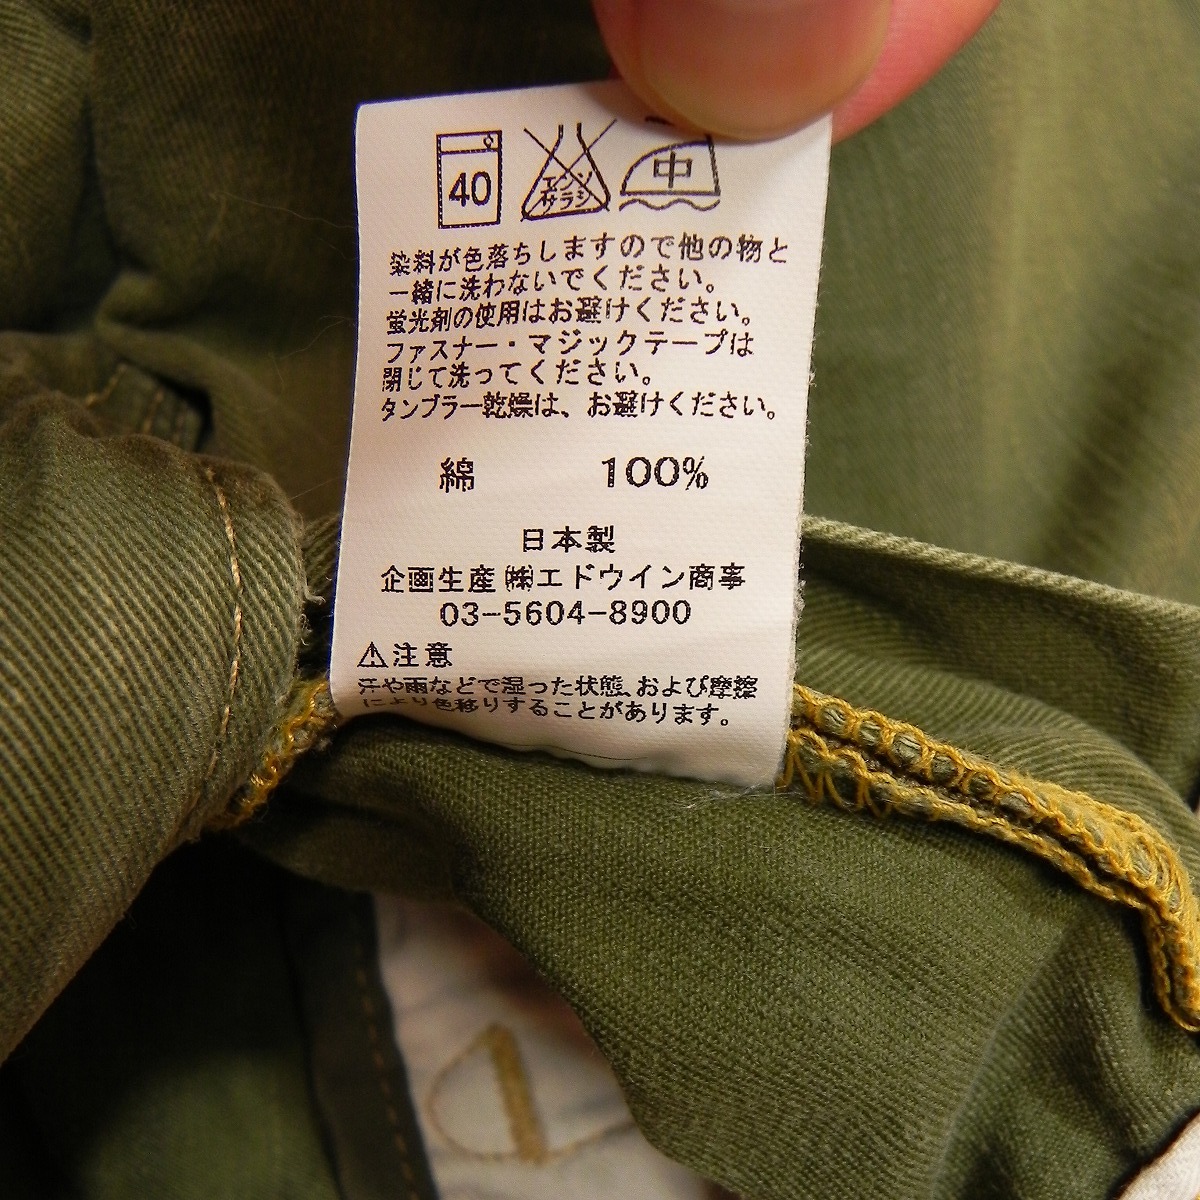 40
エンソ
サラシ
中
染料が色落ちしますので他の物と
一緒に洗わないでください。
蛍光剤の使用はお避けください。
ファスナー・マジックテープは
閉じて洗ってください。
タンブラー乾燥は、お避けください。
綿 100%
日本製
企画生産㈱エドウイン商事
03-5604-8900
⚠注意
汗や雨などで湿った状態、および摩擦
により色移りすることがあります。